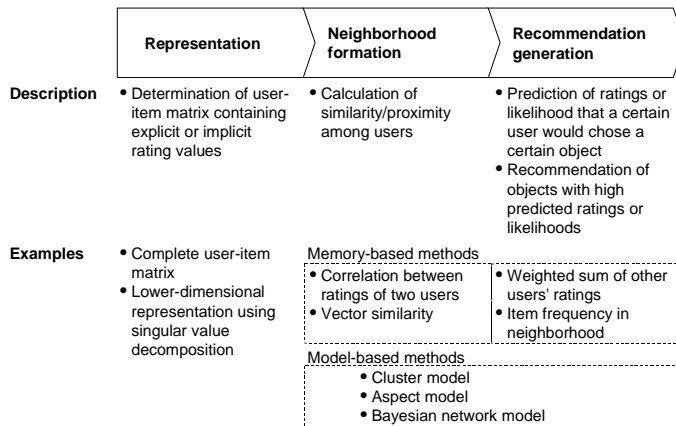 Representation
Neighborhood
formation
Recommendation
generation
Description
• Determination of user-
item matrix containing
explicit or implicit
rating values
• Calculation of
similarity/proximity
among users
• Prediction of ratings or
likelihood that a certain
user would chose a
certain object
• Recommendation of
objects with high
predicted ratings or
likelihoods
Examples
• Complete user-item
matrix
• Lower-dimensional
representation using
singular value
decomposition
Memory-based methods
• Correlation between
ratings of two users
• Vector similarity
• Weighted sum of other
users' ratings
• Item frequency in
neighborhood
Model-based methods
• Cluster model
• Aspect model
• Bayesian network model